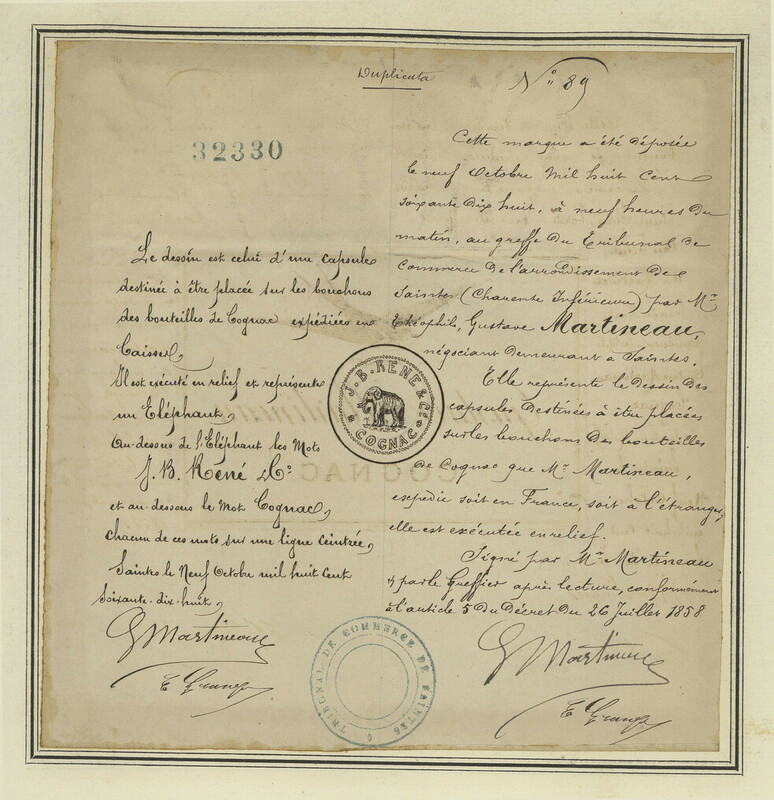 Duplicata
N° 89
32330
Le dessin est celui d'une capsule
destinée à être placée sur les bouchons
des bouteilles de Cognac expédiées en
Caisses,
Il est exécuté en relief et représente
un Eléphant,
au-dessus de l'Eléphant les Mots
J. B. René & Co
et au-dessous le Mot Cognac,
chacun de ces mots sur une ligne ceintrée,
Saintes le Neuf Octobre mil huit cent
soixante-dix-huit,
G Martineau
E Grange
J. B. RENE & Co
COGNAC
Cette marque a été déposée
le neuf Octobre Mil huit Cent
soixante dix huit, à neuf heures du
matin, au greffe du Tribunal de
Commerce de l'arrondissement de
Saintes (Charente Inférieure) par Mr
Théophile, Gustave Martineau,
négociant demeurant à Saintes.
Elle représente le dessin des
capsules destinées à être placées
sur les bouchons des bouteilles
de Cognac que Mr Martineau,
expédie soit en France, soit à l'étranger,
elle est exécutée en relief.
Signé par Mr Martineau
& par le Greffier après lecture, conformément
à l'article 5 du Décret du 26 Juillet 1858
G Martineau
E Grange
TRIBUNAL DE COMMERCE DE SAINTES